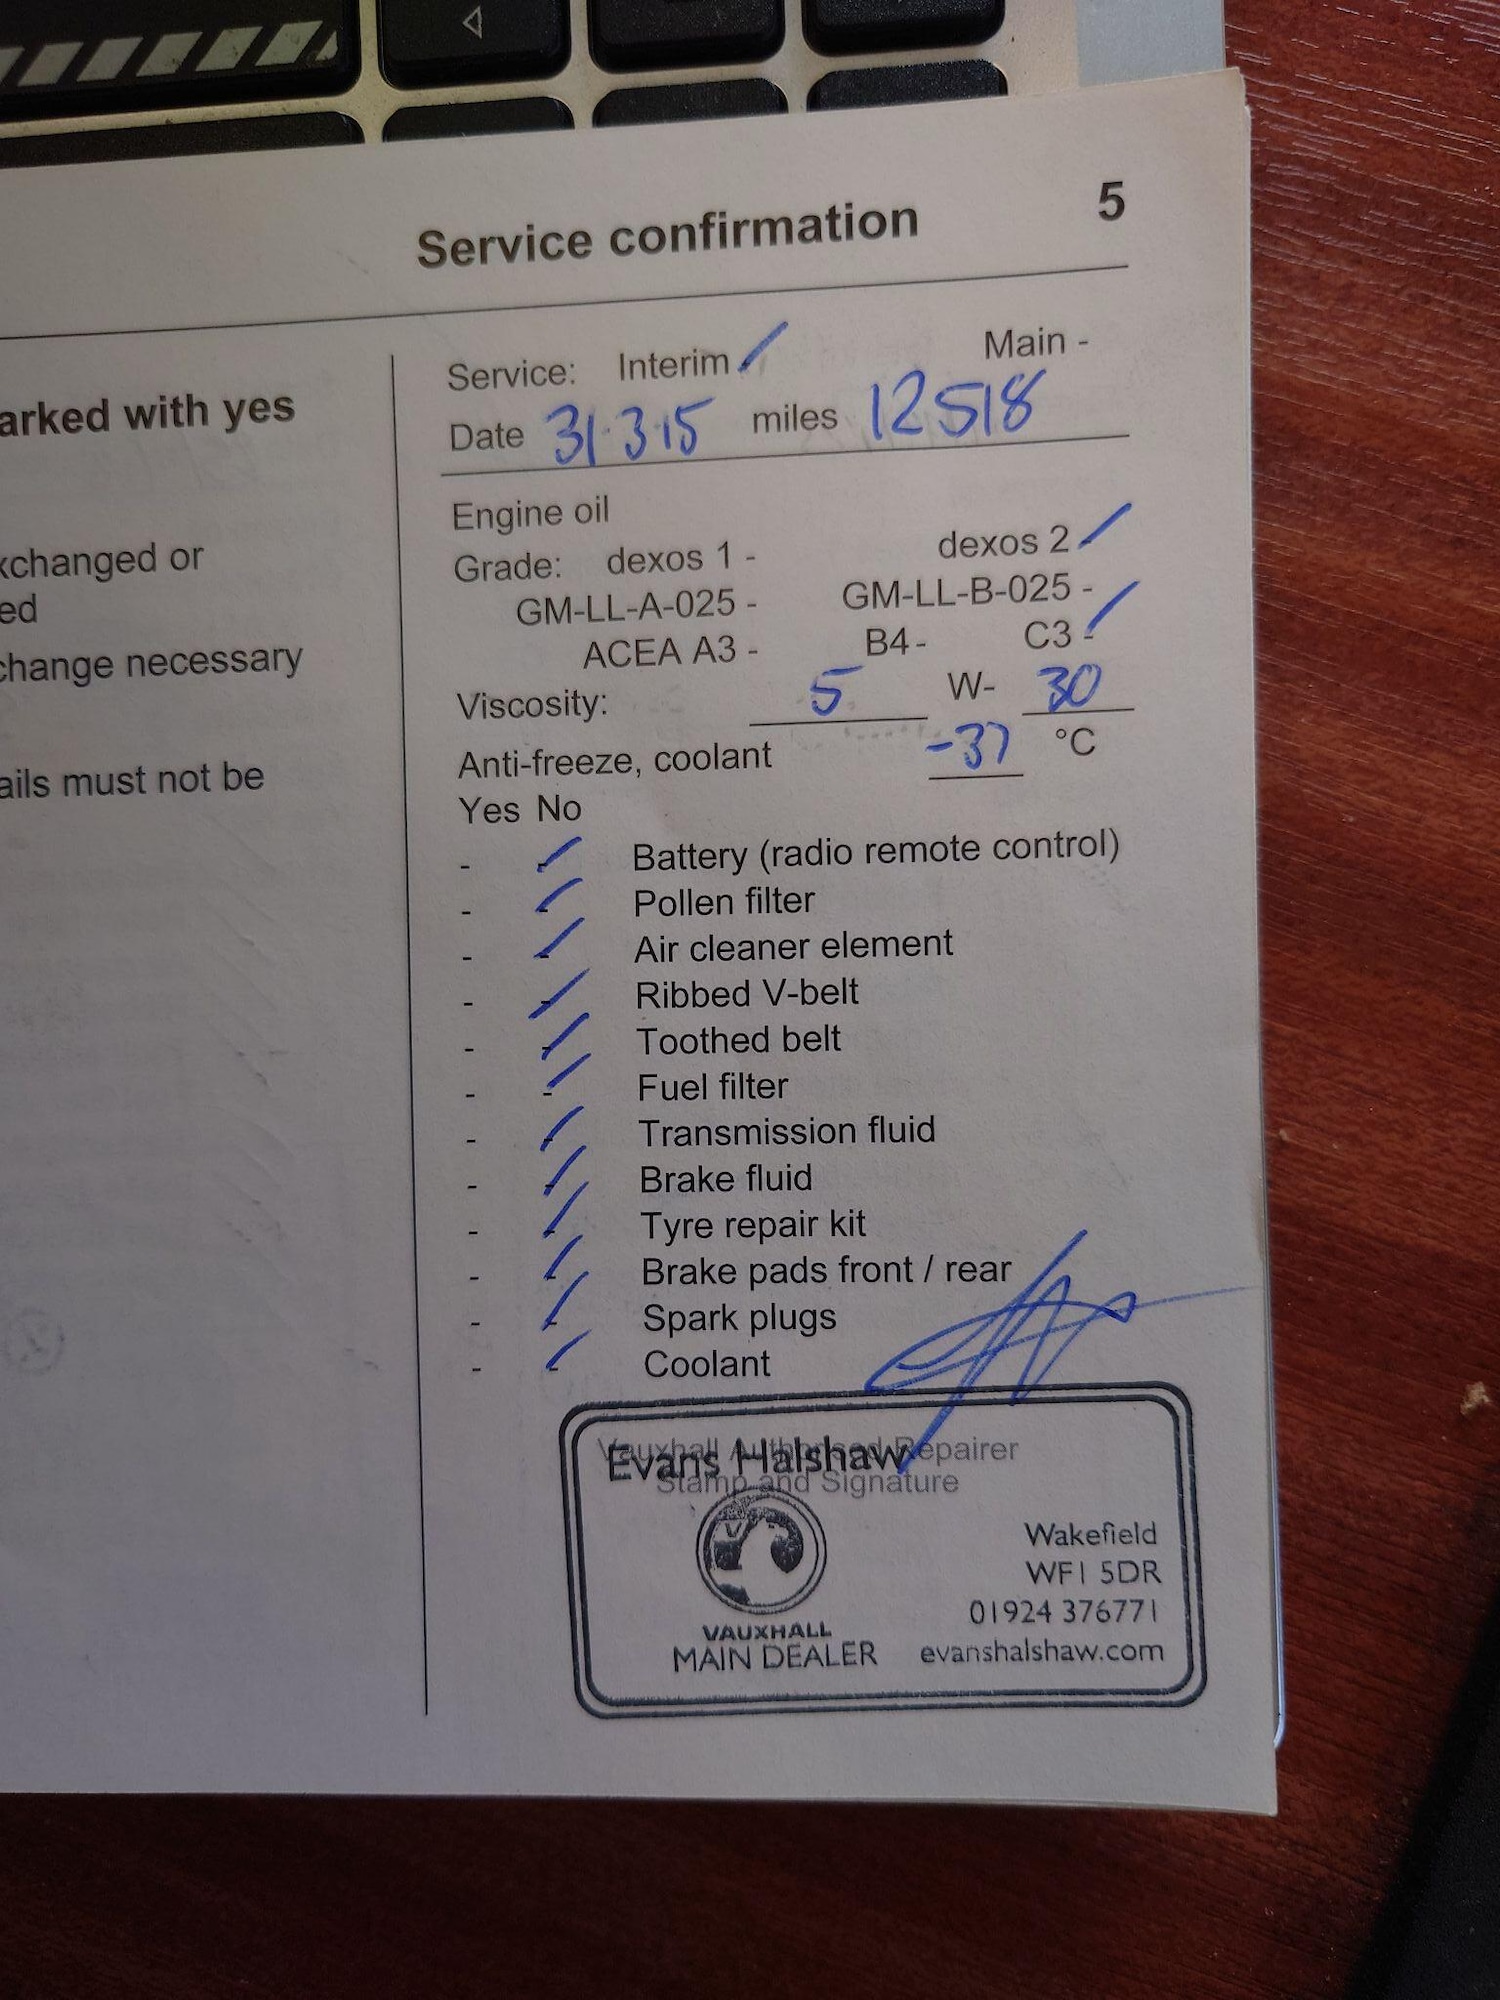 Service confirmation 5
arked with yes
xchanged or
ed
change necessary
ails must not be
Service: Interim ✓ Main -
Date 31·3·15 miles 12518
Engine oil
Grade: dexos 1 - dexos 2 ✓
GM-LL-A-025 - GM-LL-B-025 -
ACEA A3 - B4 - C3 - ✓
Viscosity: 5 W- 30
Anti-freeze, coolant -37 °C
Yes No
- ✓ Battery (radio remote control)
- ✓ Pollen filter
- ✓ Air cleaner element
- ✓ Ribbed V-belt
- ✓ Toothed belt
- ✓ Fuel filter
- ✓ Transmission fluid
- ✓ Brake fluid
- ✓ Tyre repair kit
- ✓ Brake pads front / rear
- ✓ Spark plugs
- ✓ Coolant
Vauxhall Authorised Repairer
Evans Halshaw
Stamp and Signature
Wakefield
WF1 5DR
01924 376771
VAUXHALL
MAIN DEALER evanshalshaw.com